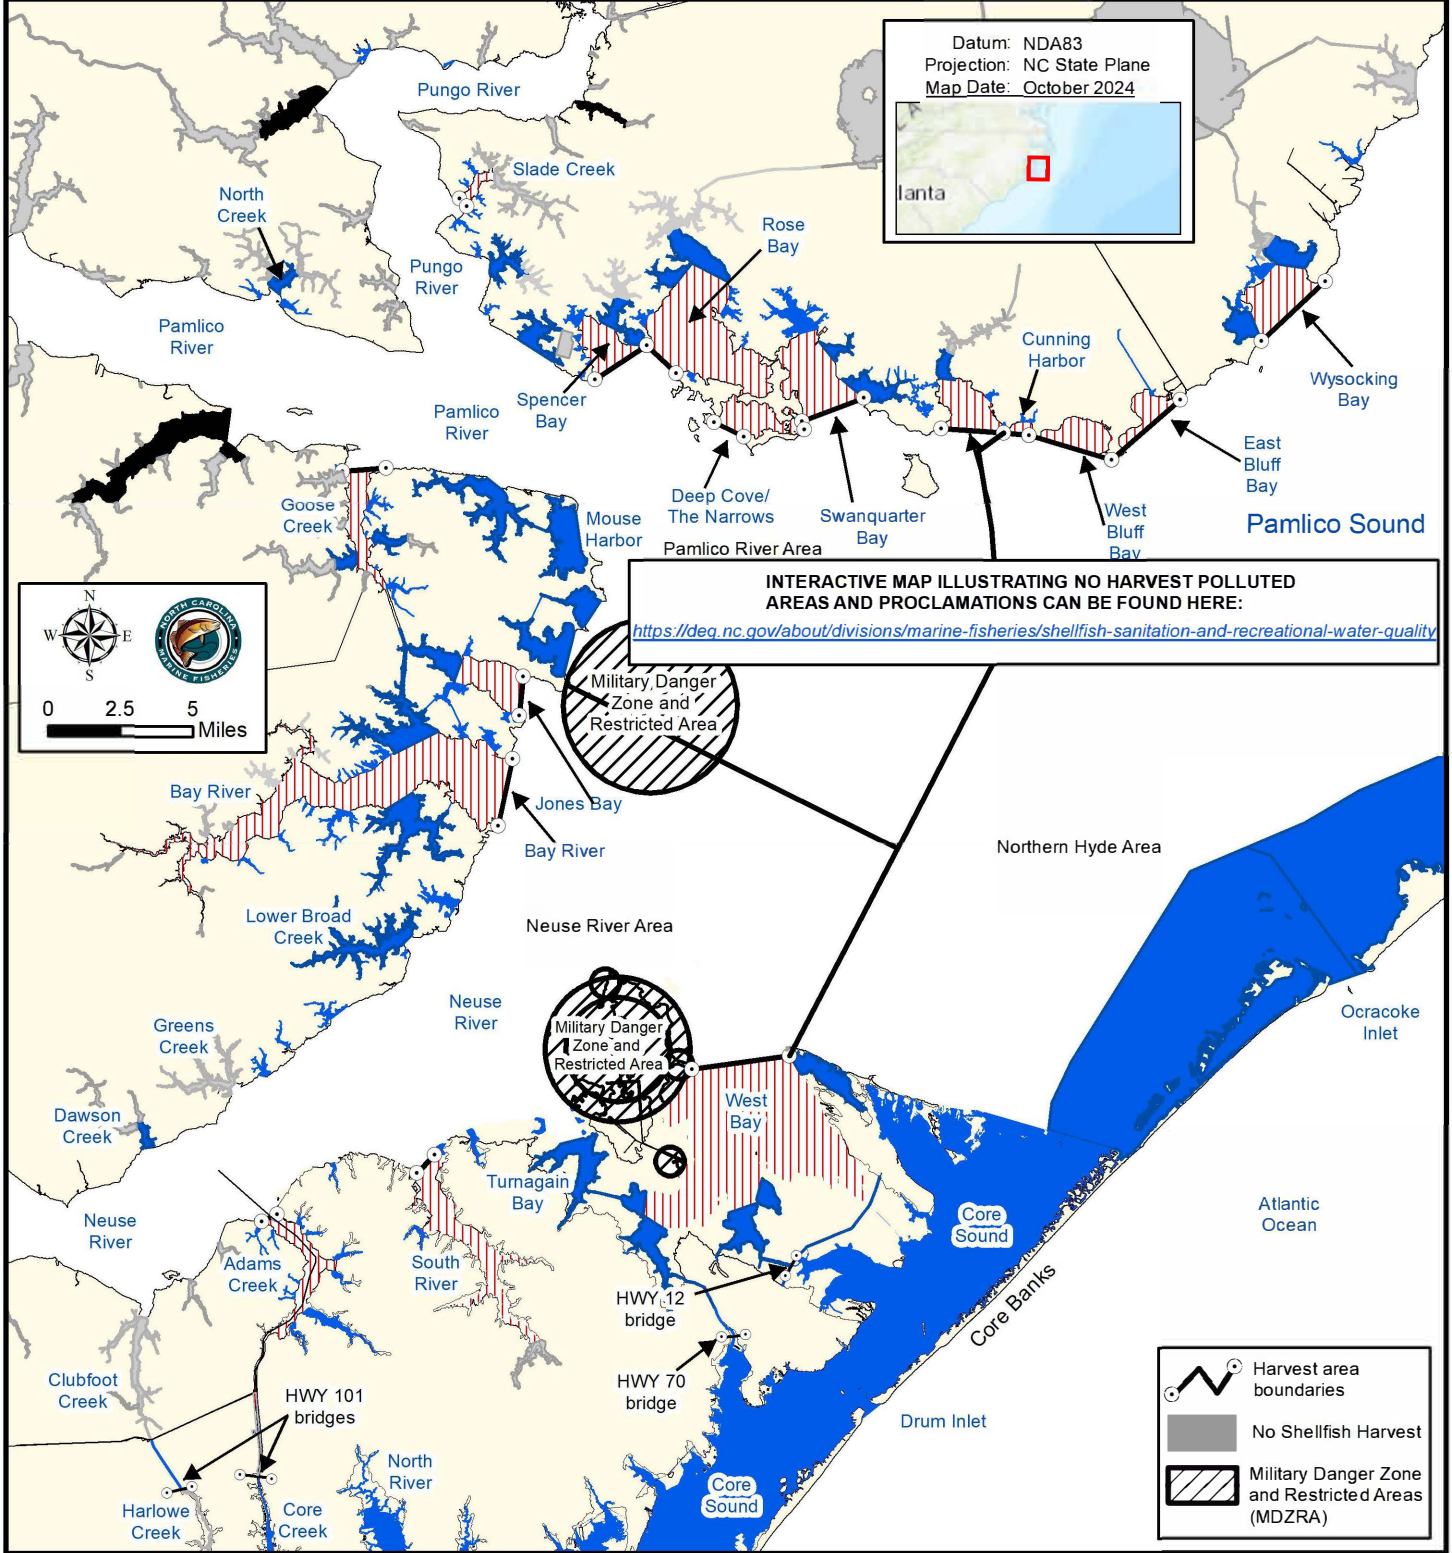 Datum: NDA83
Projection: NC State Plane
Map Date: October 2024
lanta
Pungo River
Slade Creek
North
Creek
Rose
Bay
Pungo
River
Pamlico
River
Cunning
Harbor
Wysocking
Bay
Spencer
Bay
Pamlico
River
East
Bluff
Bay
Deep Cove/
The Narrows
Swanquarter
Bay
West
Bluff
Bay
Pamlico Sound
Goose
Creek
Mouse
Harbor
Pamlico River Area
INTERACTIVE MAP ILLUSTRATING NO HARVEST POLLUTED
AREAS AND PROCLAMATIONS CAN BE FOUND HERE:
https://deq.nc.gov/about/divisions/marine-fisheries/shellfish-sanitation-and-recreational-water-quality
N
W E
S
NORTH CAROLINA
MARINE FISHERIES
0 2.5 5
Miles
Military Danger
Zone and
Restricted Area
Bay River
Jones Bay
Bay River
Northern Hyde Area
Lower Broad
Creek
Neuse River Area
Neuse
River
Greens
Creek
Military Danger
Zone and
Restricted Area
Ocracoke
Inlet
Dawson
Creek
West
Bay
Turnagain
Bay
Neuse
River
Core
Sound
Atlantic
Ocean
Adams
Creek
South
River
HWY 12
bridge
Core Banks
Clubfoot
Creek
HWY 101
bridges
HWY 70
bridge
Drum Inlet
North
River
Harlowe
Creek
Core
Creek
Core
Sound
Harvest area
boundaries
No Shellfish Harvest
Military Danger Zone
and Restricted Areas
(MDZRA)